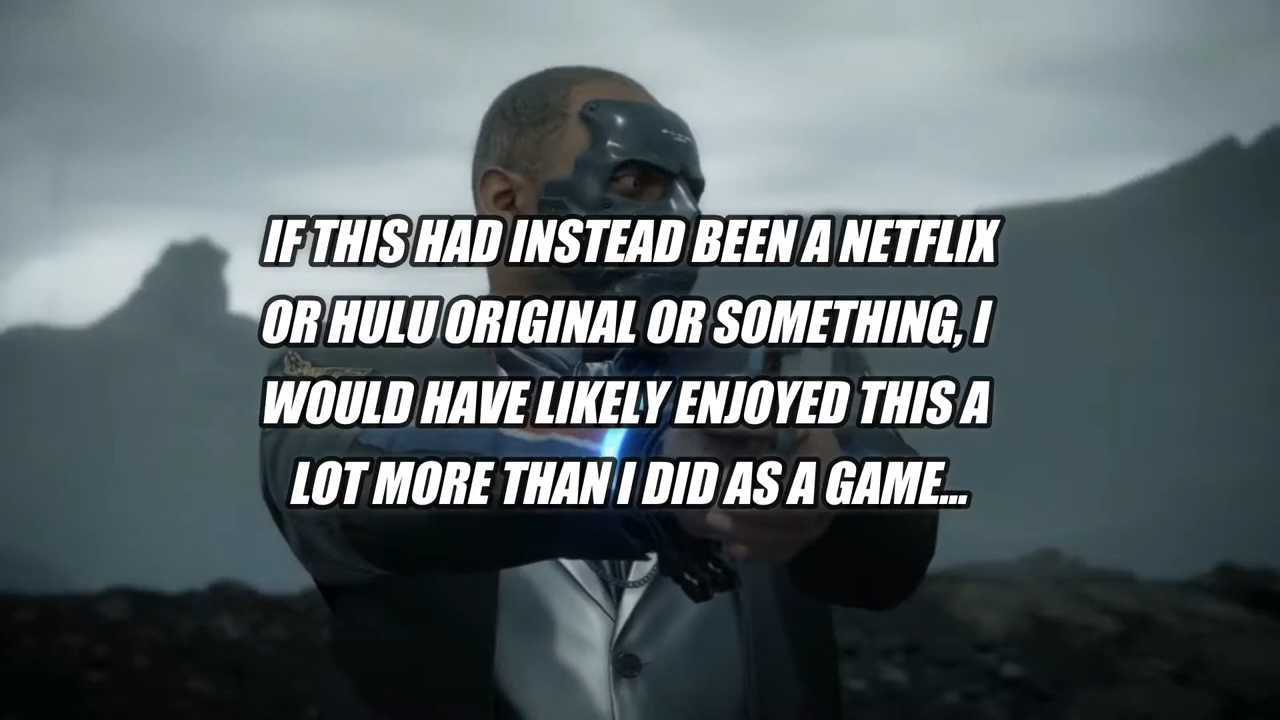 IF THIS HAD INSTEAD BEEN A NETFLIX
OR HULU ORIGINAL OR SOMETHING, I
WOULD HAVE LIKELY ENJOYED THIS A
LOT MORE THAN I DID AS A GAME...